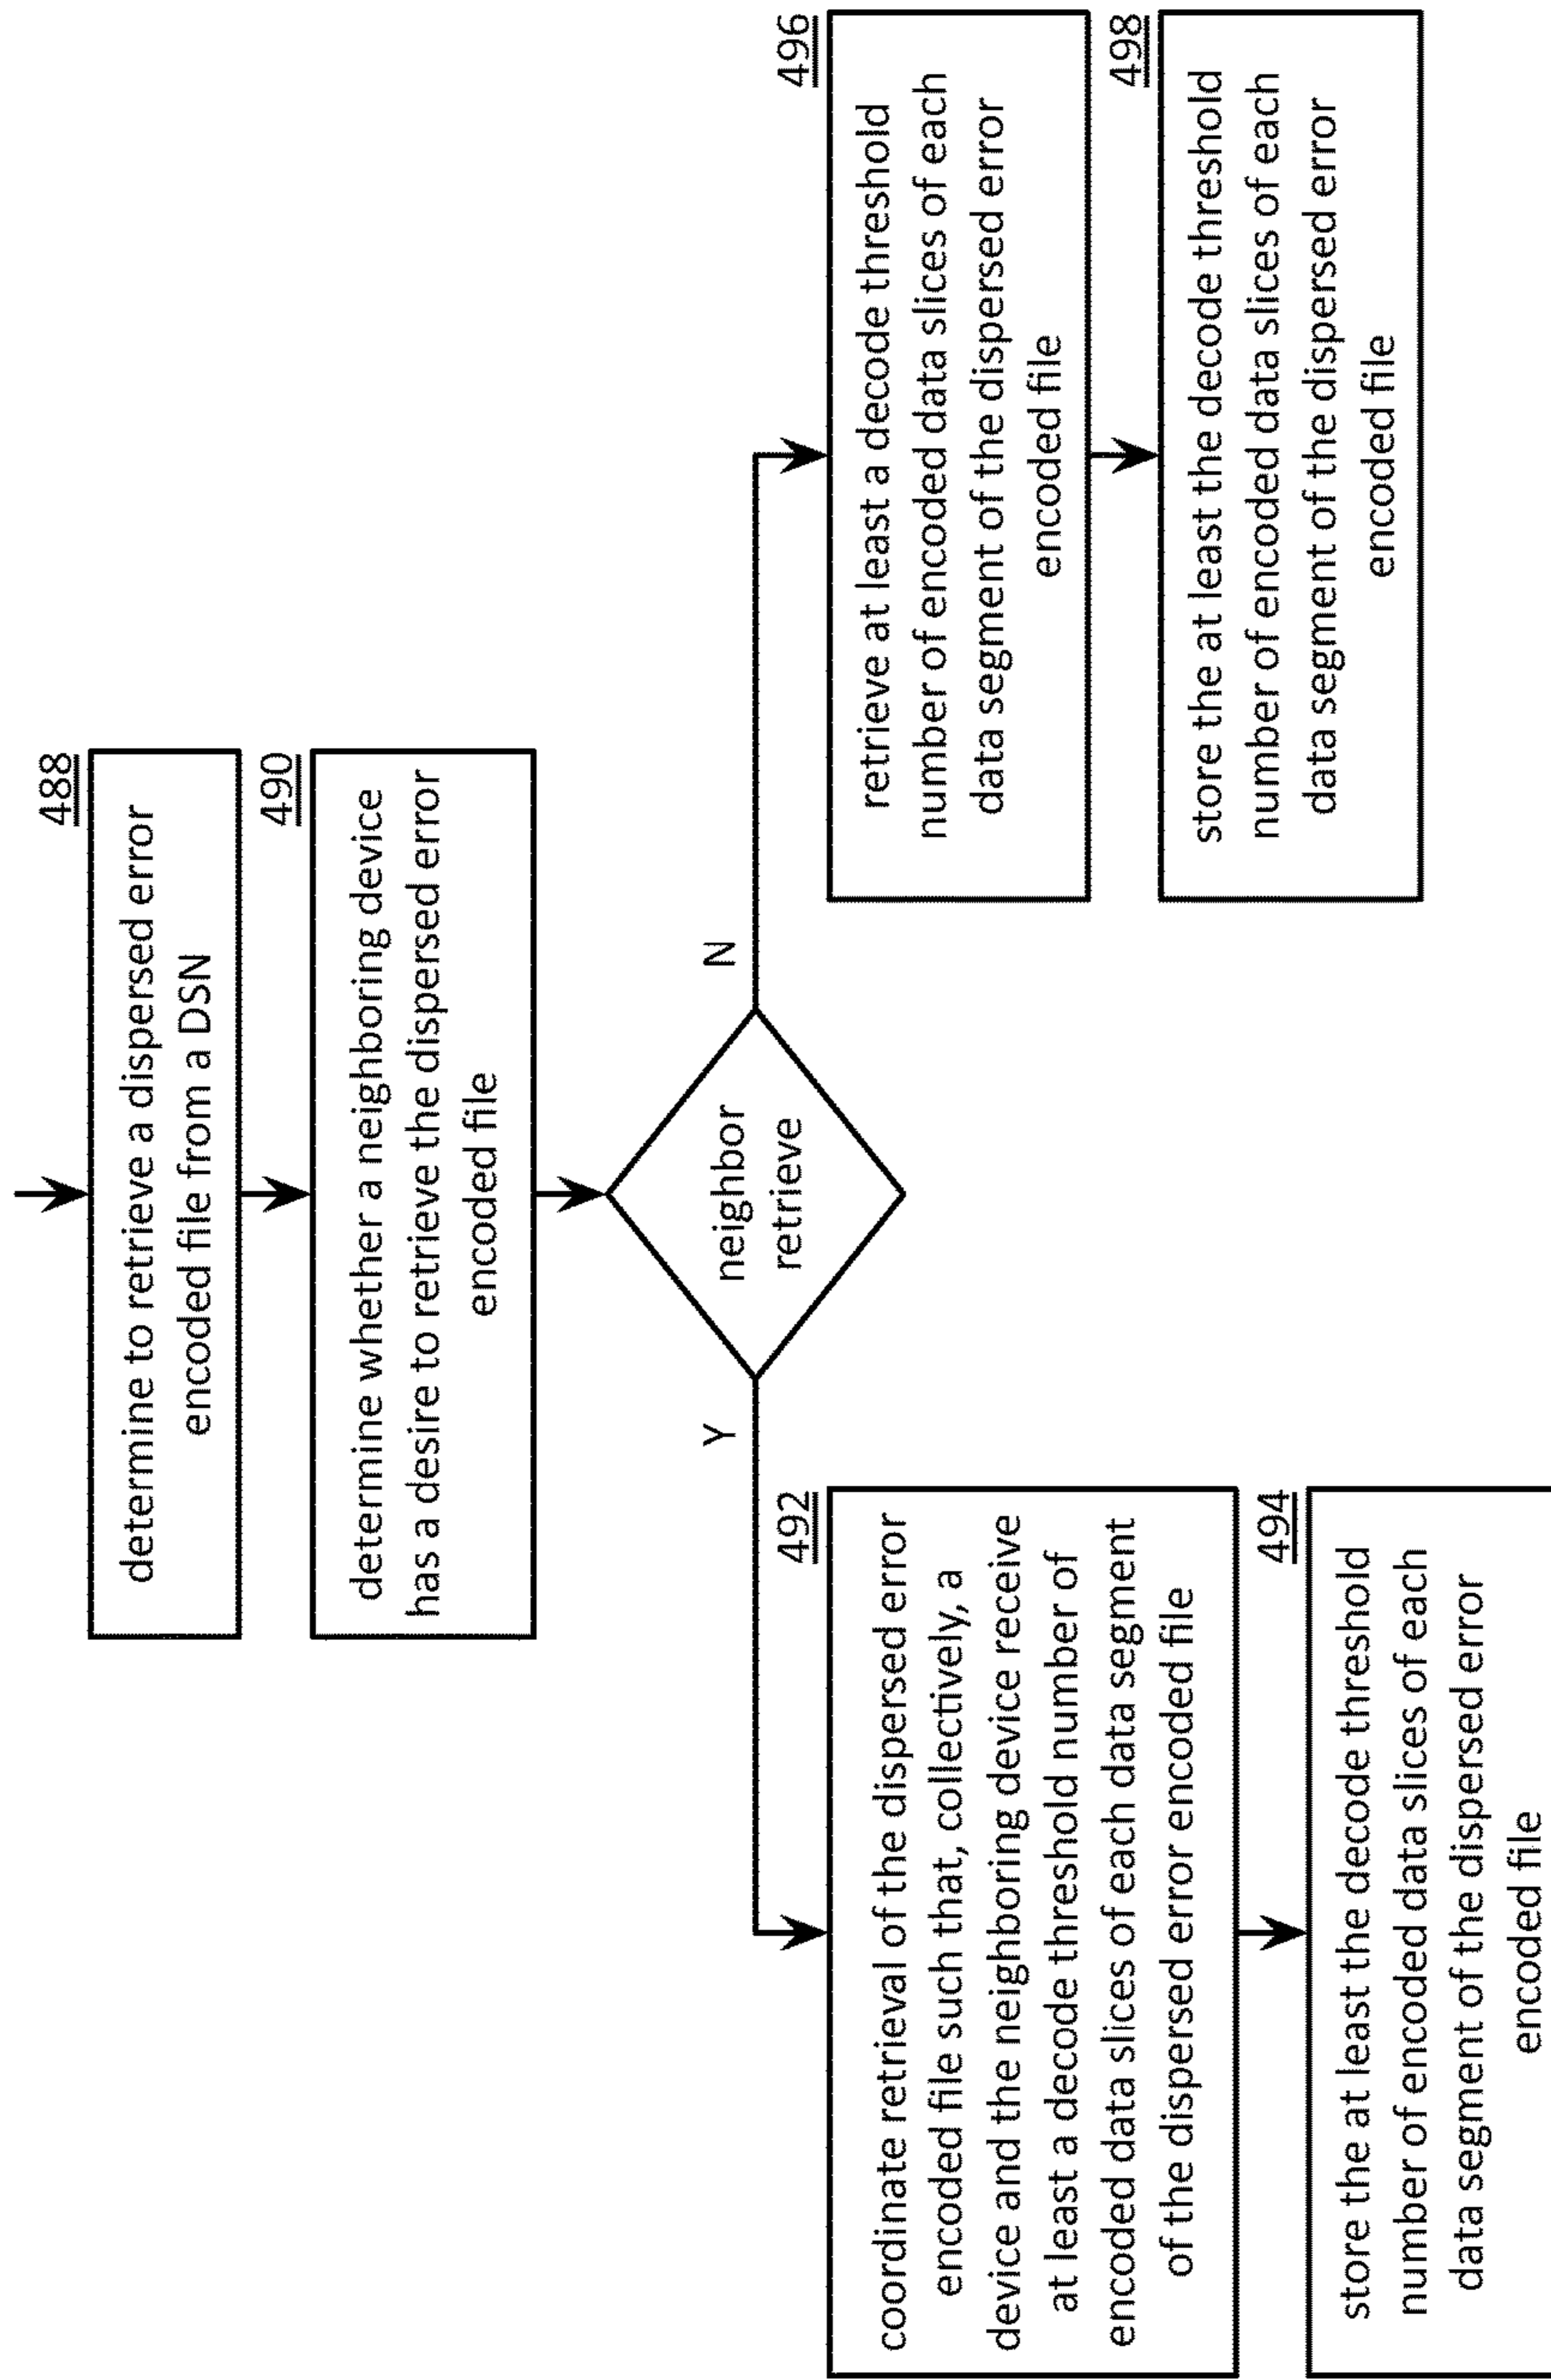 488
determine to retrieve a dispersed error
encoded file from a DSN
490
determine whether a neighboring device
has a desire to retrieve the dispersed error
encoded file
neighbor
retrieve
Y
N
492
coordinate retrieval of the dispersed error
encoded file such that, collectively, a
device and the neighboring device receive
at least a decode threshold number of
encoded data slices of each data segment
of the dispersed error encoded file
494
store the at least the decode threshold
number of encoded data slices of each
data segment of the dispersed error
encoded file
496
retrieve at least a decode threshold
number of encoded data slices of each
data segment of the dispersed error
encoded file
498
store the at least the decode threshold
number of encoded data slices of each
data segment of the dispersed error
encoded file